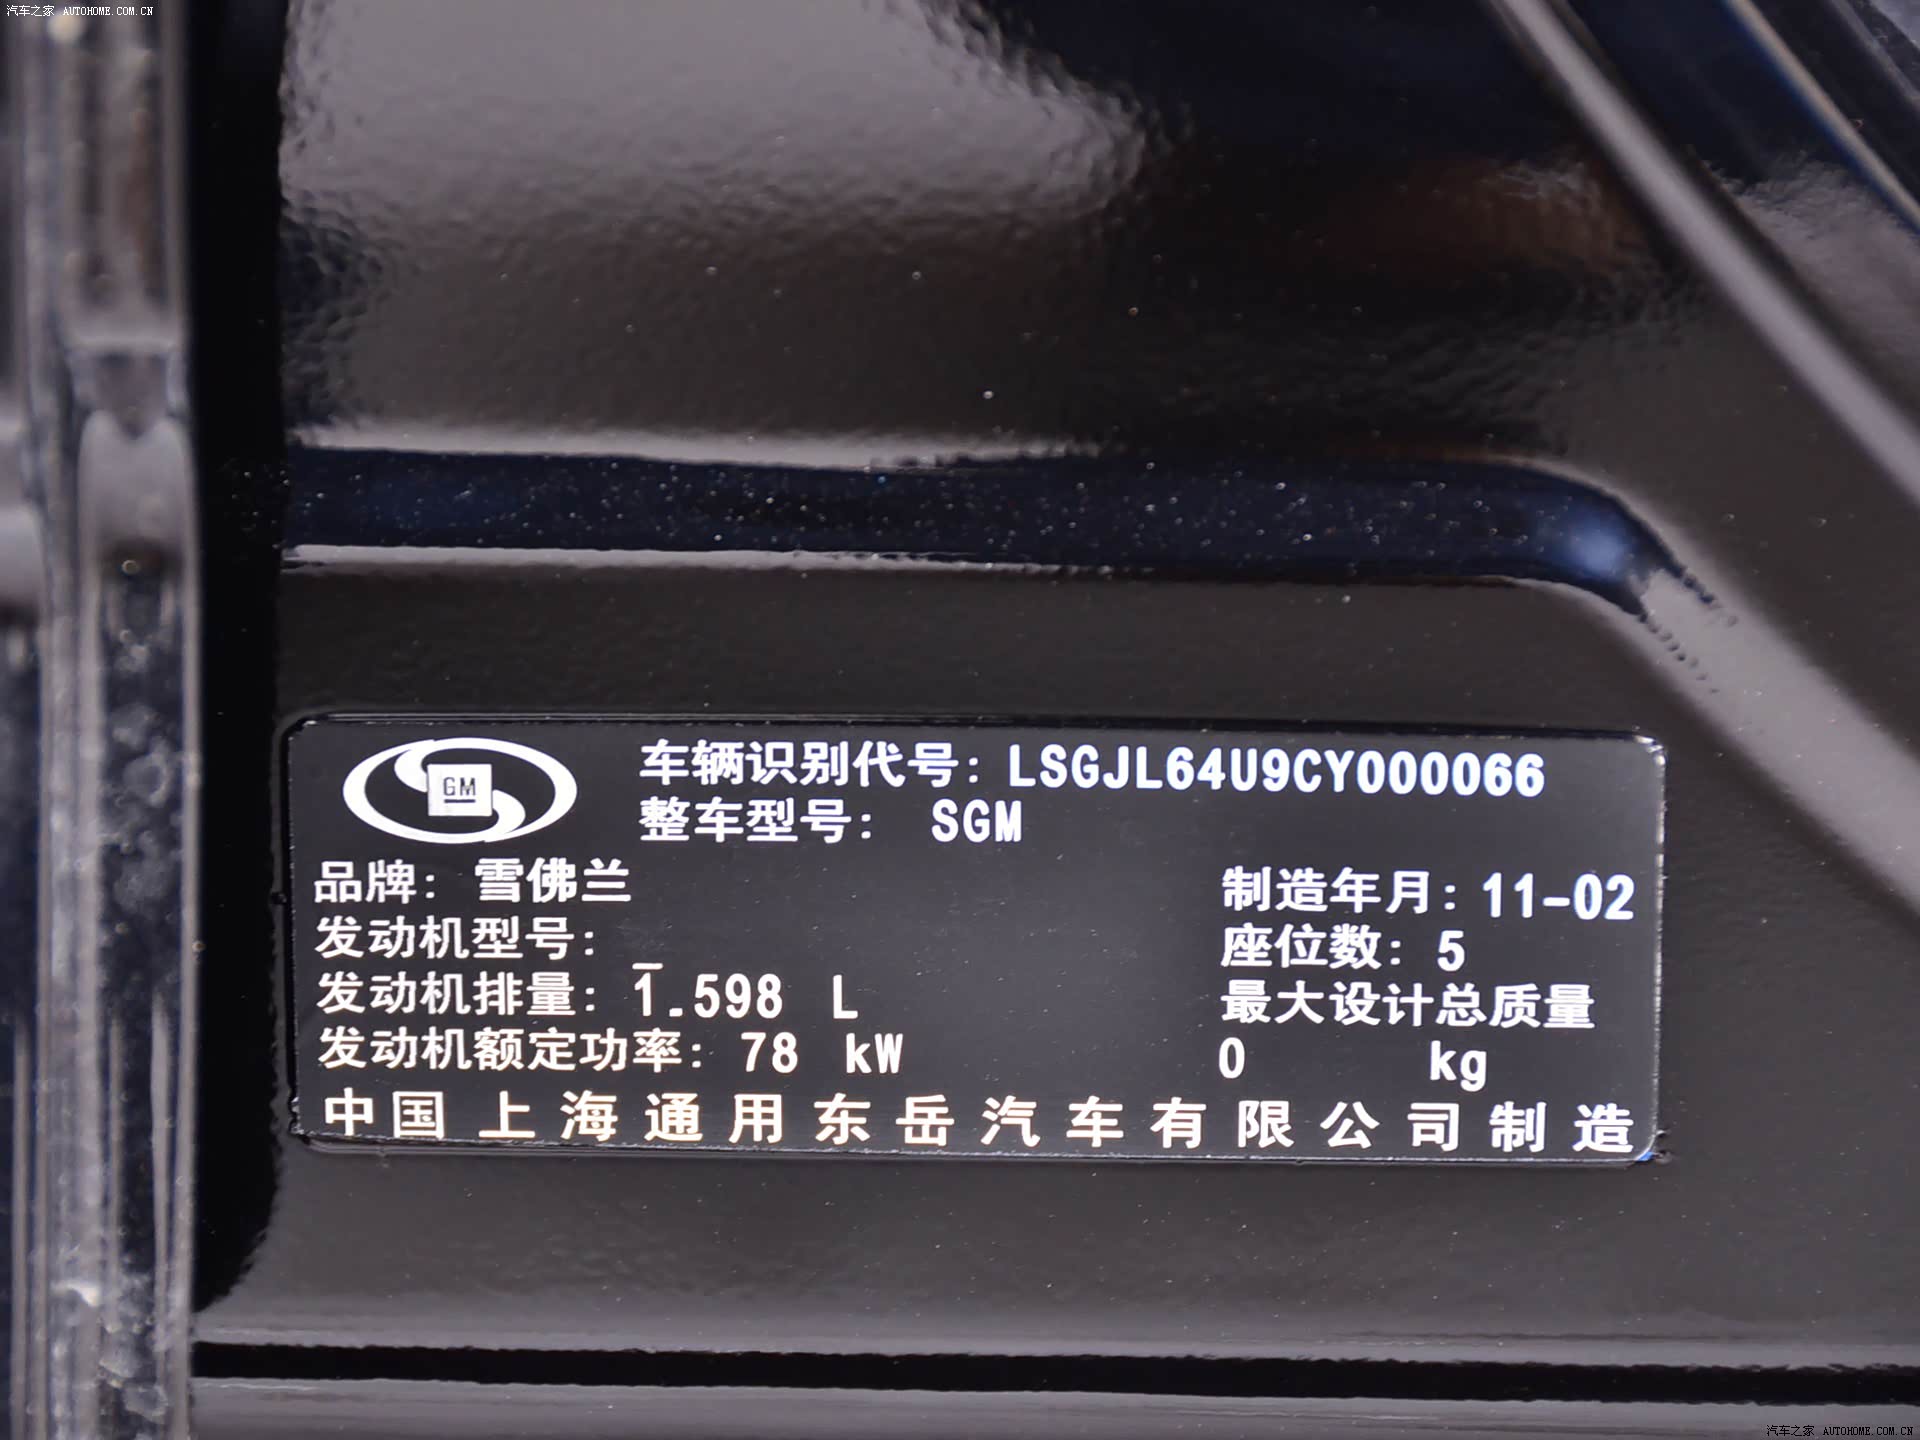 汽车之家 AUTOHOME.COM.CN
GM
车辆识别代号: LSGJL64U9CY000066
整车型号: SGM
品牌: 雪佛兰
制造年月: 11-02
发动机型号:
座位数: 5
发动机排量: 1.598 L
最大设计总质量
发动机额定功率: 78 kW
0 kg
中国上海通用东岳汽车有限公司制造
汽车之家 AUTOHOME.COM.CN